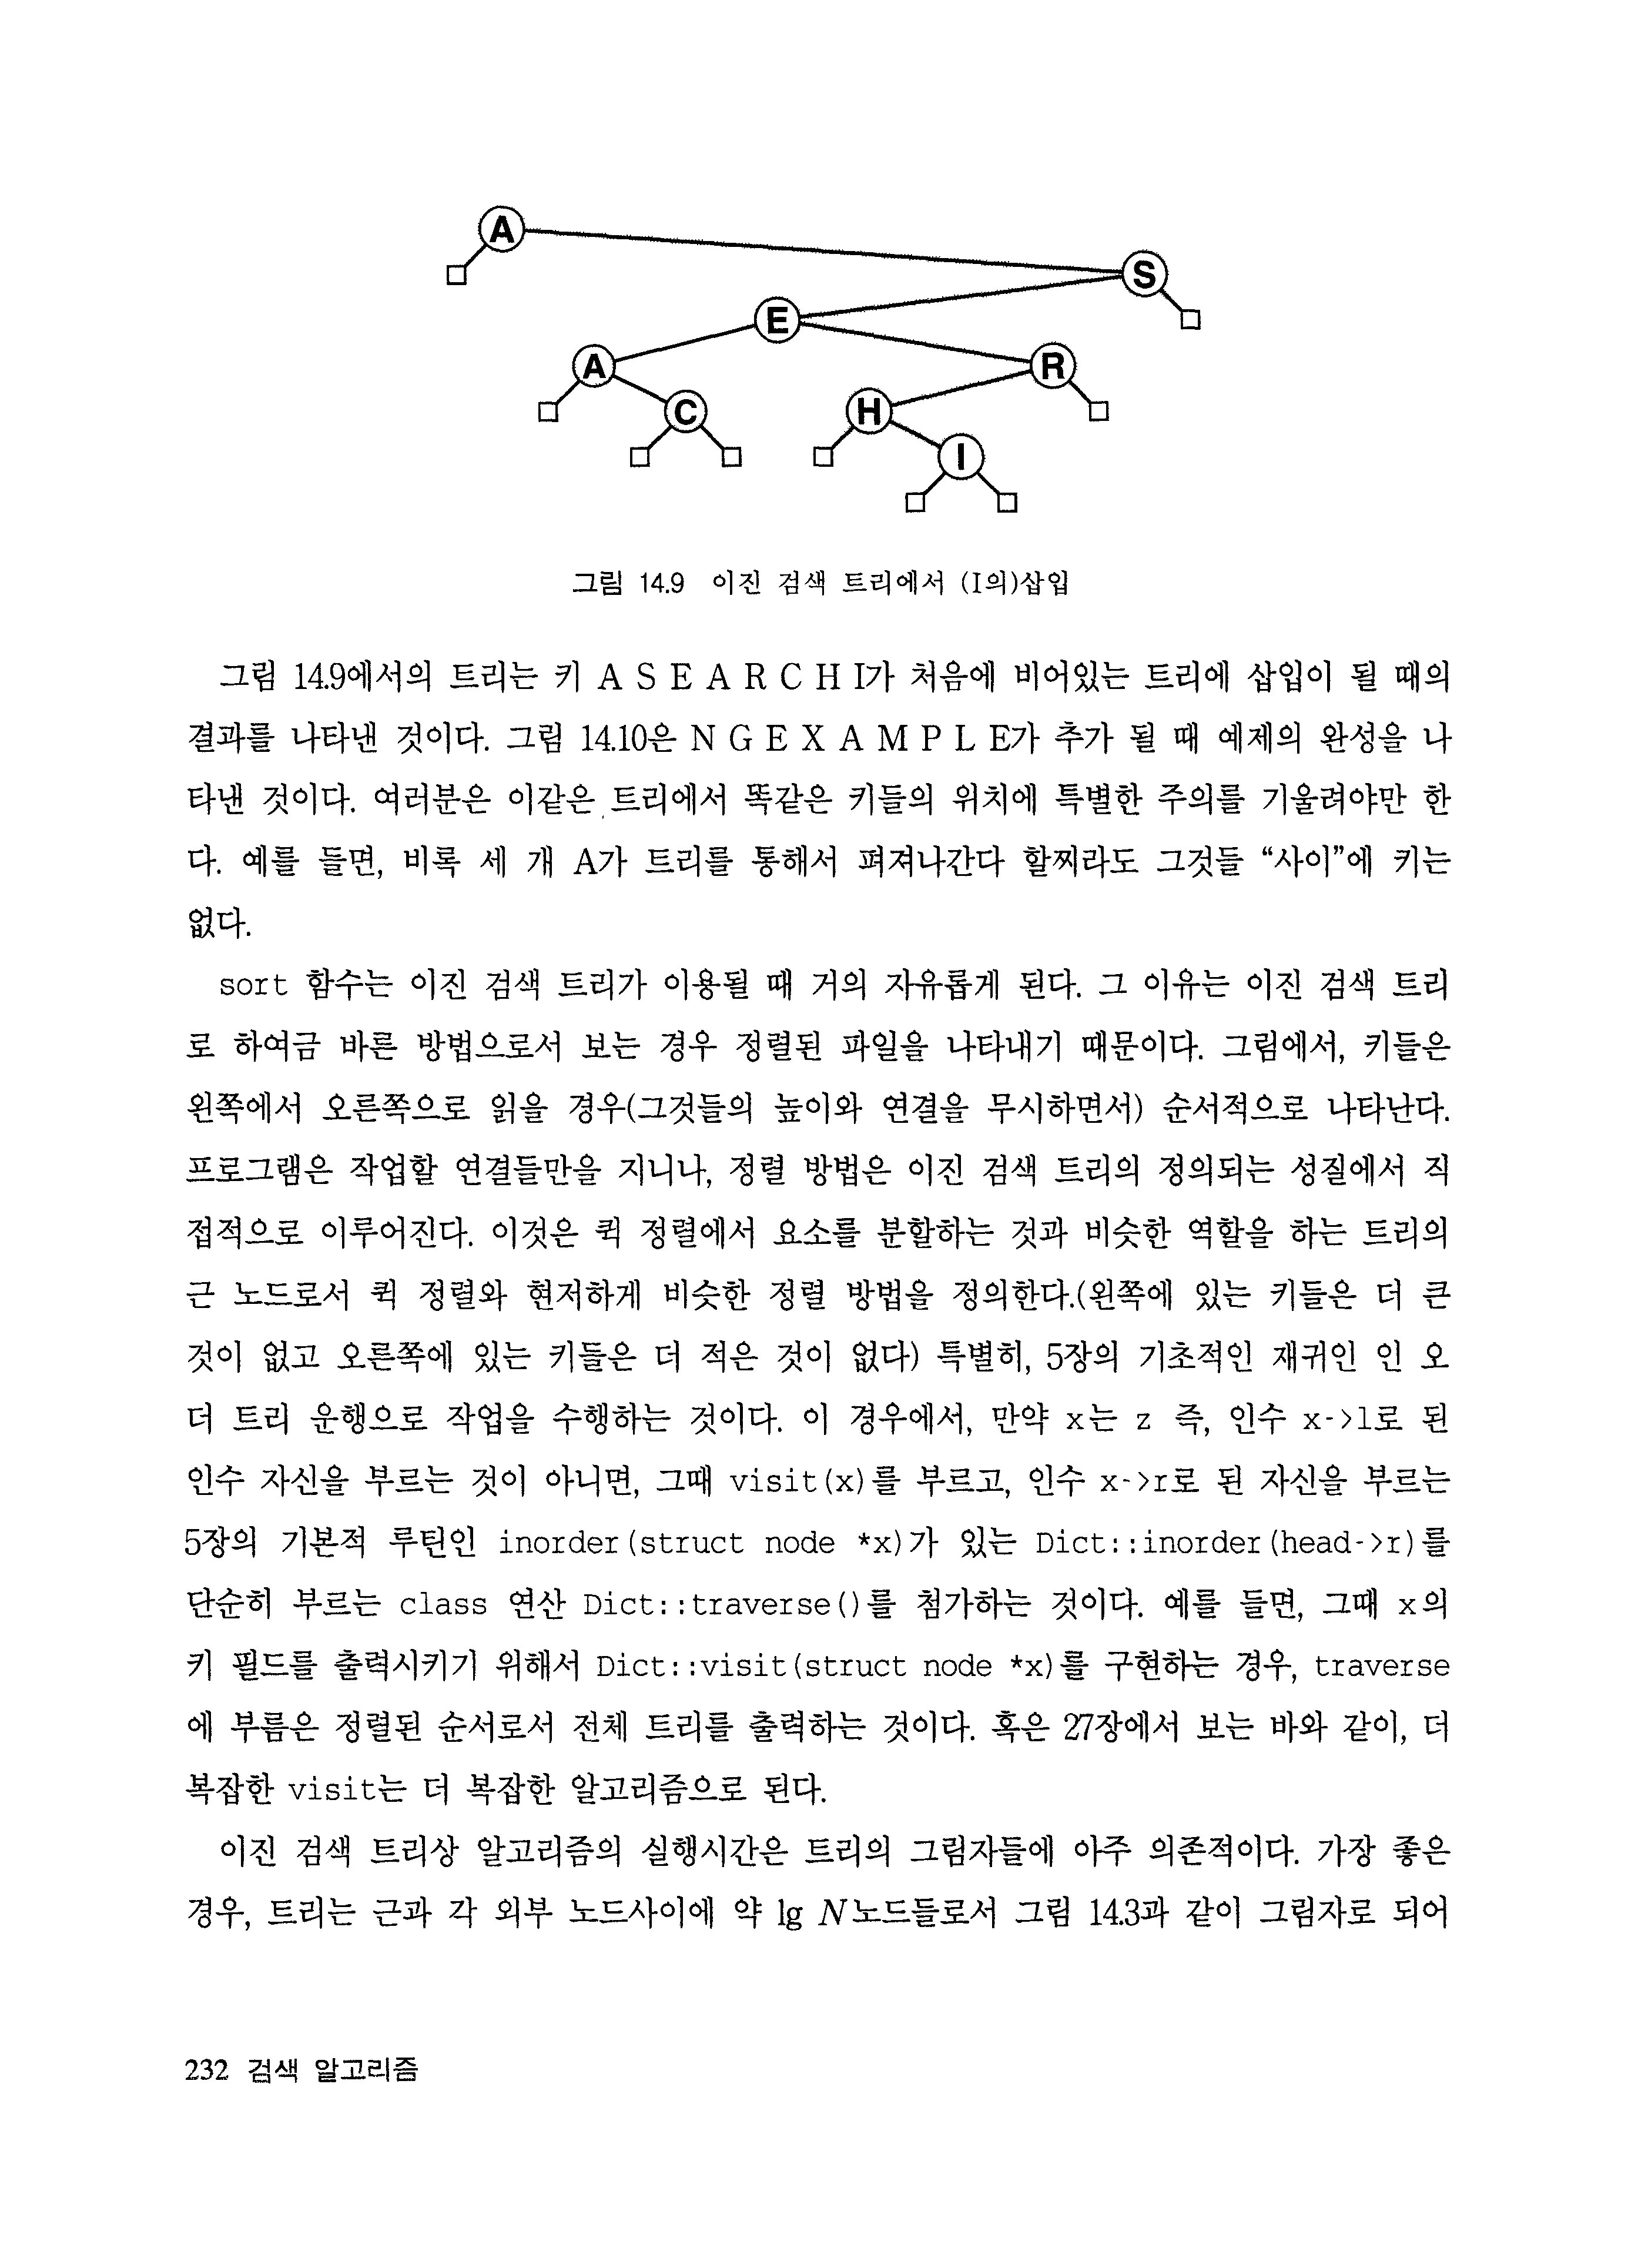 A
S
E
A
R
C
H
I
그림 14.9 이진 검색 트리에서 (I의)삽입
그림 14.9에서의 트리는 키 A S E A R C H I가 처음에 비어있는 트리에 삽입이 될 때의
결과를 나타낸 것이다. 그림 14.10은 N G E X A M P L E가 추가 될 때 예제의 완성을 나
타낸 것이다. 여러분은 이같은 트리에서 똑같은 키들의 위치에 특별한 주의를 기울려야만 한
다. 예를 들면, 비록 세 개 A가 트리를 통해서 펴져나간다 할찌라도 그것들 “사이”에 키는
없다.
sort 함수는 이진 검색 트리가 이용될 때 거의 자유롭게 된다. 그 이유는 이진 검색 트리
로 하여금 바른 방법으로서 보는 경우 정렬된 파일을 나타내기 때문이다. 그림에서, 키들은
왼쪽에서 오른쪽으로 읽을 경우(그것들의 높이와 연결을 무시하면서) 순서적으로 나타난다.
프로그램은 작업할 연결들만을 지니나, 정렬 방법은 이진 검색 트리의 정의되는 성질에서 직
접적으로 이루어진다. 이것은 퀵 정렬에서 요소를 분할하는 것과 비슷한 역할을 하는 트리의
근 노드로서 퀵 정렬와 현저하게 비슷한 정렬 방법을 정의한다.(왼쪽에 있는 키들은 더 큰
것이 없고 오른쪽에 있는 키들은 더 적은 것이 없다) 특별히, 5장의 기초적인 재귀인 인 오
더 트리 운행으로 작업을 수행하는 것이다. 이 경우에서, 만약 x는 z 즉, 인수 x->l로 된
인수 자신을 부르는 것이 아니면, 그때 visit(x)를 부르고, 인수 x->r로 된 자신을 부르는
5장의 기본적 루틴인 inorder(struct node *x)가 있는 Dict::inorder(head->r)를
단순히 부르는 class 연산 Dict::traverse()를 첨가하는 것이다. 예를 들면, 그때 x의
키 필드를 출력시키기 위해서 Dict::visit(struct node *x)를 구현하는 경우, traverse
에 부름은 정렬된 순서로서 전체 트리를 출력하는 것이다. 혹은 27장에서 보는 바와 같이, 더
복잡한 visit는 더 복잡한 알고리즘으로 된다.
이진 검색 트리상 알고리즘의 실행시간은 트리의 그림자들에 아주 의존적이다. 가장 좋은
경우, 트리는 근과 각 외부 노드사이에 약 lg N노드들로서 그림 14.3과 같이 그림자로 되어
232 검색 알고리즘